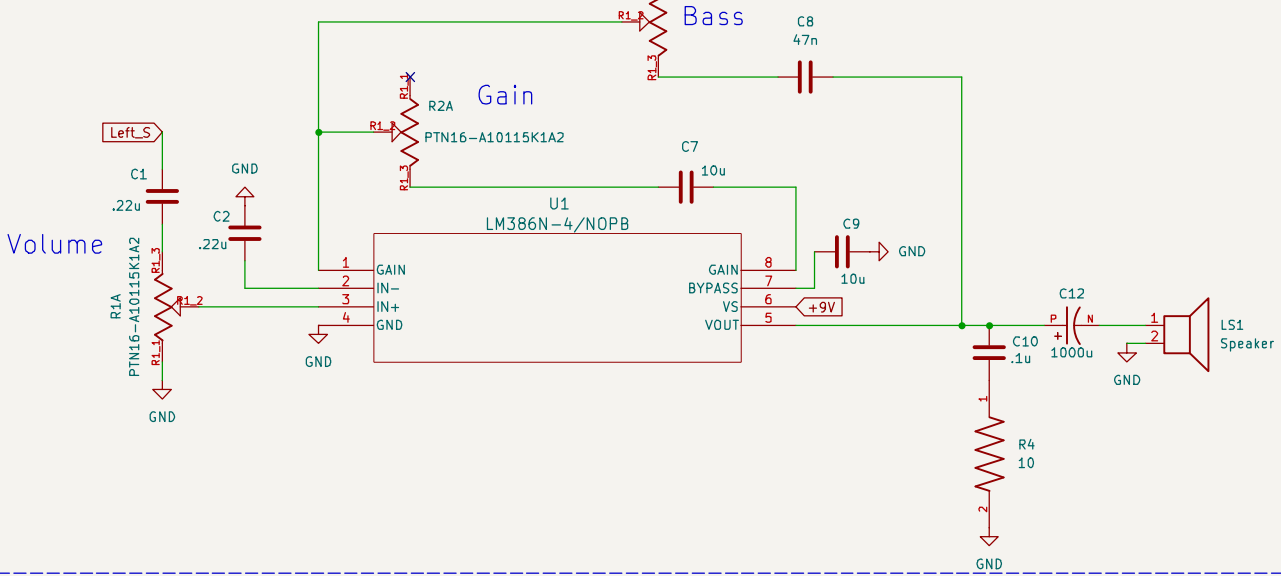 R1_2
Bass
C8
47n
R1_3
R1_1
Gain
R2A
R1_2
PTN16-A10115K1A2
R1_3
Left_S
C1
.22u
GND
C2
.22u
C7
10u
U1
LM386N-4/NOPB
Volume
R1A
PTN16-A10115K1A2
R1_3
R1_2
R1_1
GND
1 GAIN
2 IN-
3 IN+
4 GND
GND
GAIN 8
BYPASS 7
VS 6
VOUT 5
+9V
C9
10u
GND
C12
P N
+
1000u
1
2
LS1
Speaker
GND
C10
.1u
1
R4
10
2
GND